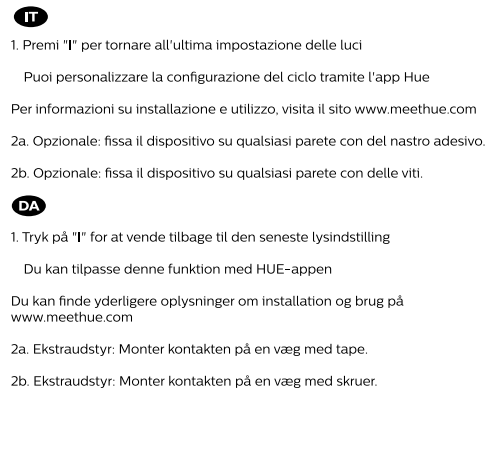 IT
1. Premi "I" per tornare all'ultima impostazione delle luci
Puoi personalizzare la configurazione del ciclo tramite l'app Hue
Per informazioni su installazione e utilizzo, visita il sito www.meethue.com
2a. Opzionale: fissa il dispositivo su qualsiasi parete con del nastro adesivo.
2b. Opzionale: fissa il dispositivo su qualsiasi parete con delle viti.
DA
1. Tryk på "I" for at vende tilbage til den seneste lysindstilling
Du kan tilpasse denne funktion med HUE-appen
Du kan finde yderligere oplysninger om installation og brug på
www.meethue.com
2a. Ekstraudstyr: Monter kontakten på en væg med tape.
2b. Ekstraudstyr: Monter kontakten på en væg med skruer.